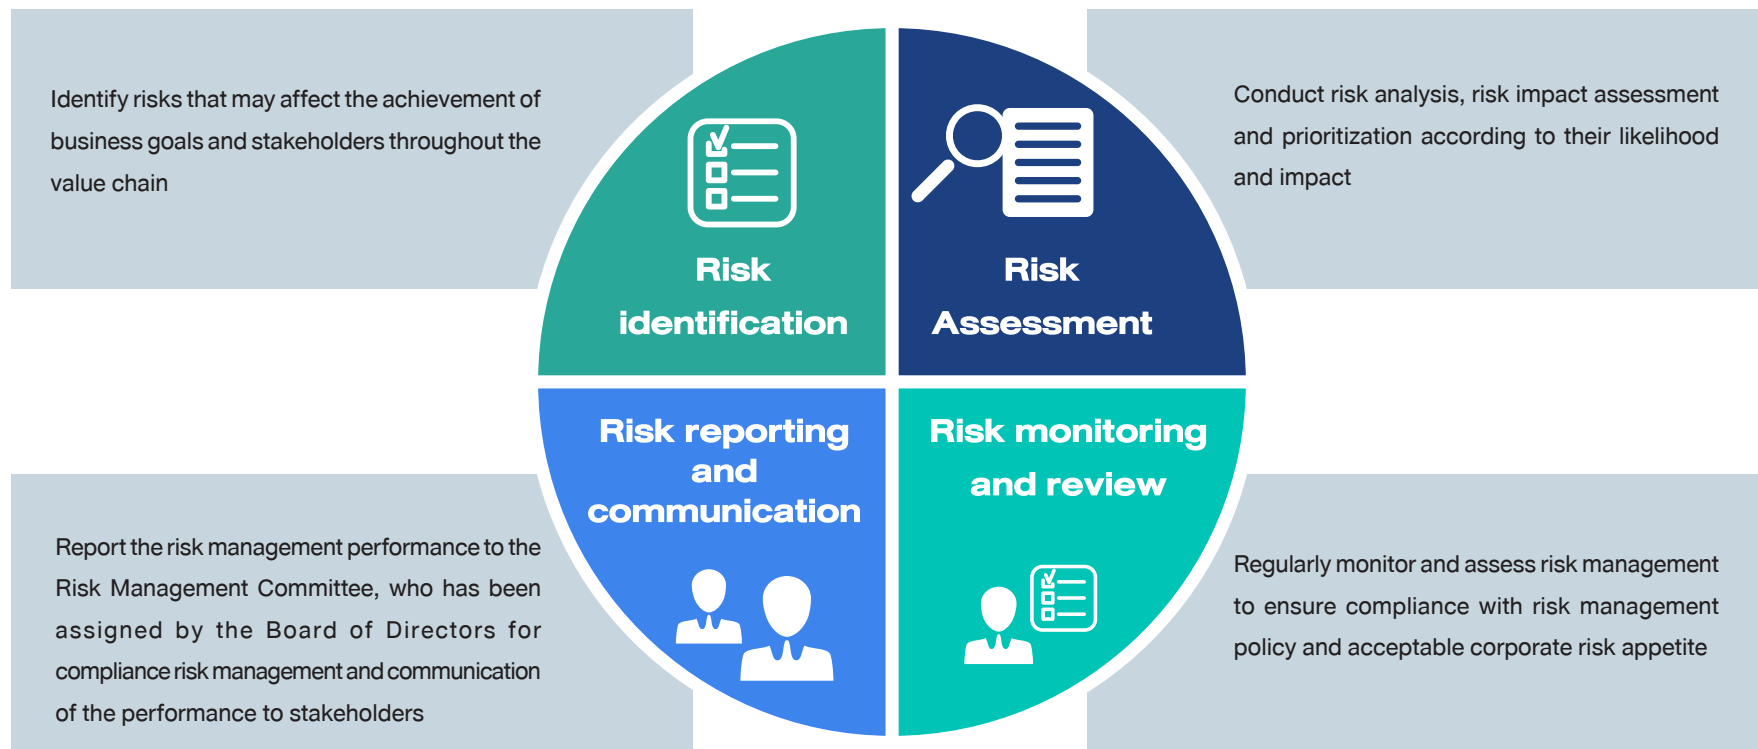 Identify risks that may affect the achievement of
business goals and stakeholders throughout the
value chain
Risk
identification
Risk
Assessment
Conduct risk analysis, risk impact assessment
and prioritization according to their likelihood
and impact
Risk reporting
and
communication
Report the risk management performance to the
Risk Management Committee, who has been
assigned by the Board of Directors for
compliance risk management and communication
of the performance to stakeholders
Risk monitoring
and review
Regularly monitor and assess risk management
to ensure compliance with risk management
policy and acceptable corporate risk appetite